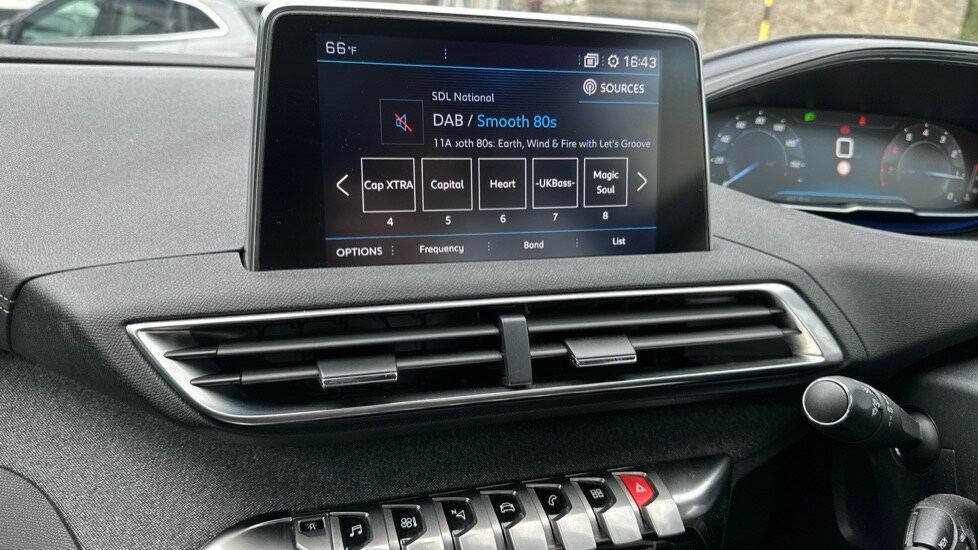 66°F
16:43
SOURCES
SDL National
DAB / Smooth 80s
11A ooth 80s: Earth, Wind & Fire with Let's Groove
Cap XTRA Capital Heart -UKBass- Magic Soul
4 5 6 7 8
OPTIONS Frequency Band List
N